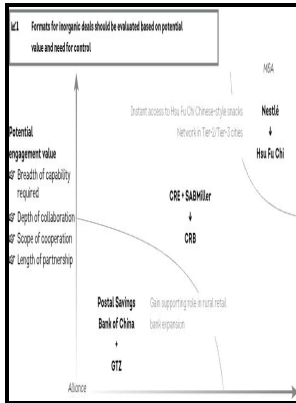 1 Formats for inorganic deals should be evaluated based on potential
value and need for control
M&A
Instant access to Hsu Fu Chi Chinese-style snacks
Network in Tier-2/Tier-3 cities
Nestlé
Hsu Fu Chi
Potential
engagement value
Breadth of capability
required
Depth of collaboration
Scope of cooperation
Length of partnership
CRE + SABMiller
CRB
Postal Savings
Bank of China
+
GTZ
Gain supporting role in rural retail
bank expansion
Alliance